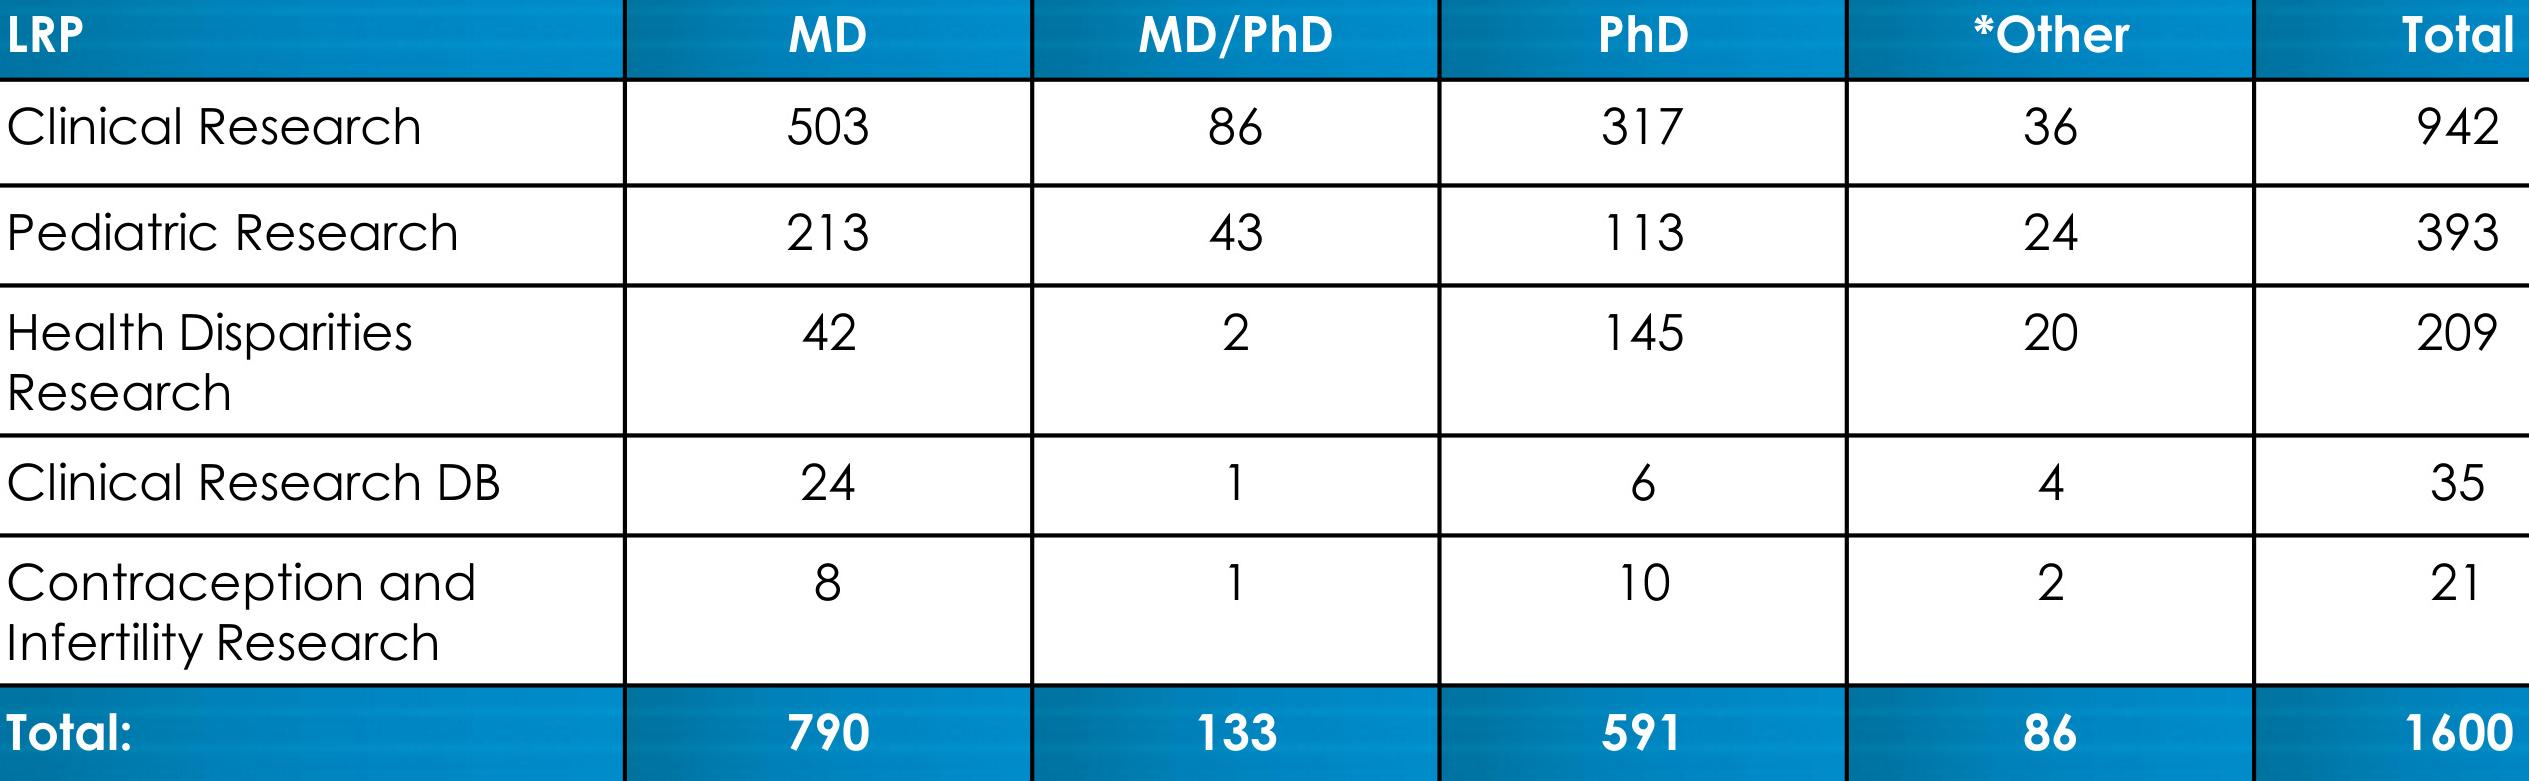 LRP MD MD/PhD PhD *Other Total
Clinical Research 503 86 317 36 942
Pediatric Research 213 43 113 24 393
Health Disparities 42 2 145 20 209
Research
Clinical Research DB 24 1 6 4 35
Contraception and 8 1 10 2 21
Infertility Research
Total: 790 133 591 86 1600